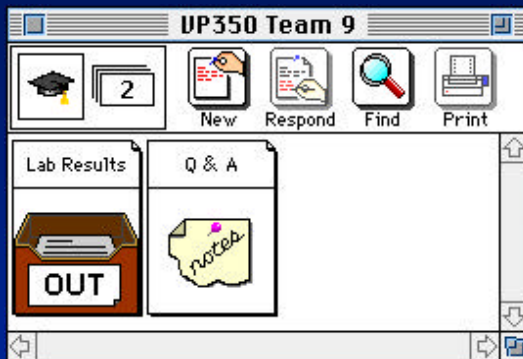 VP350 Team 9
2
New Respond Find Print
Lab Results Q & A
OUT notes